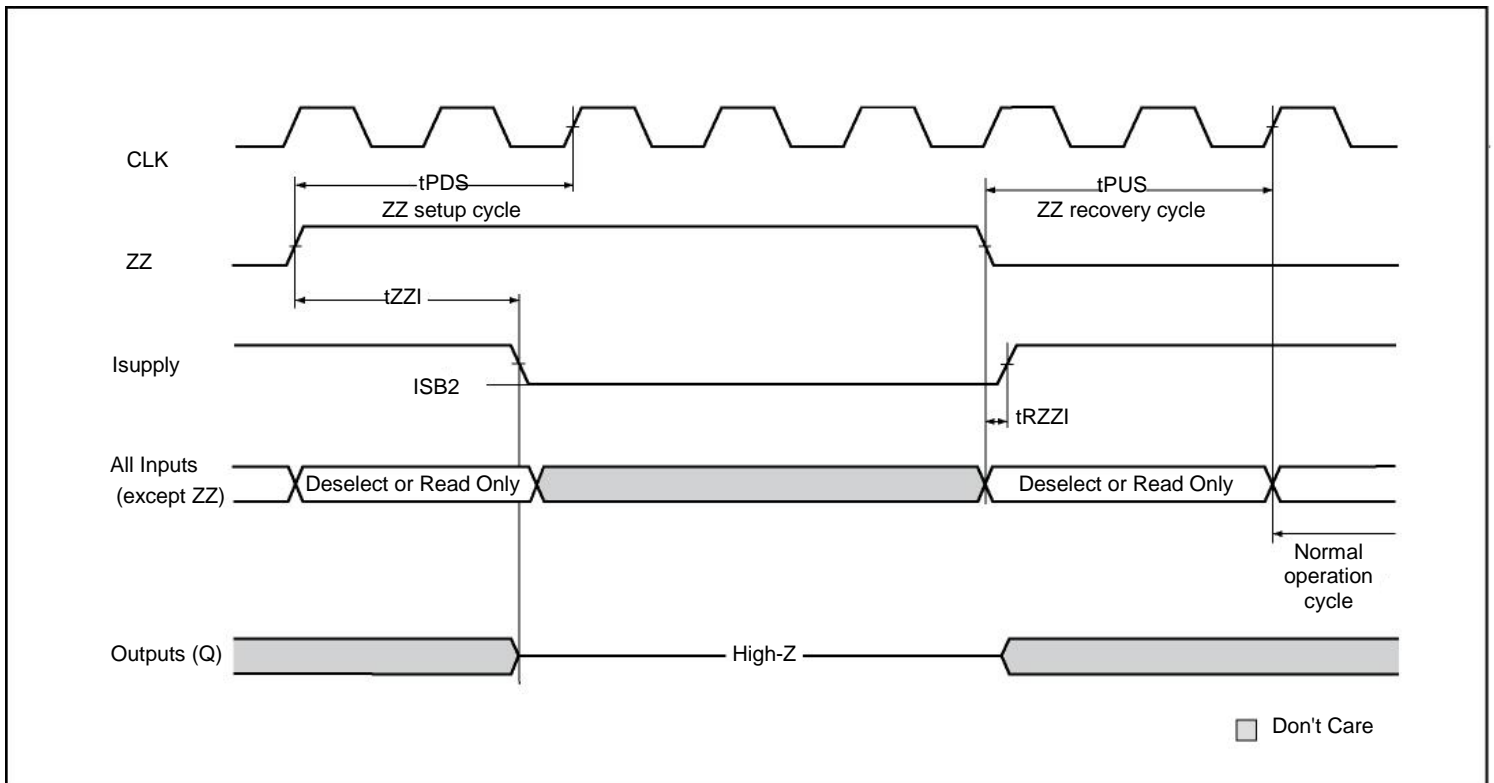 CLK
tPDS
ZZ setup cycle
tPUS
ZZ recovery cycle
ZZ
tZZI
Isupply
ISB2
tRZZI
All Inputs
(except ZZ)
Deselect or Read Only
Deselect or Read Only
Normal
operation
cycle
Outputs (Q)
High-Z
Don't Care